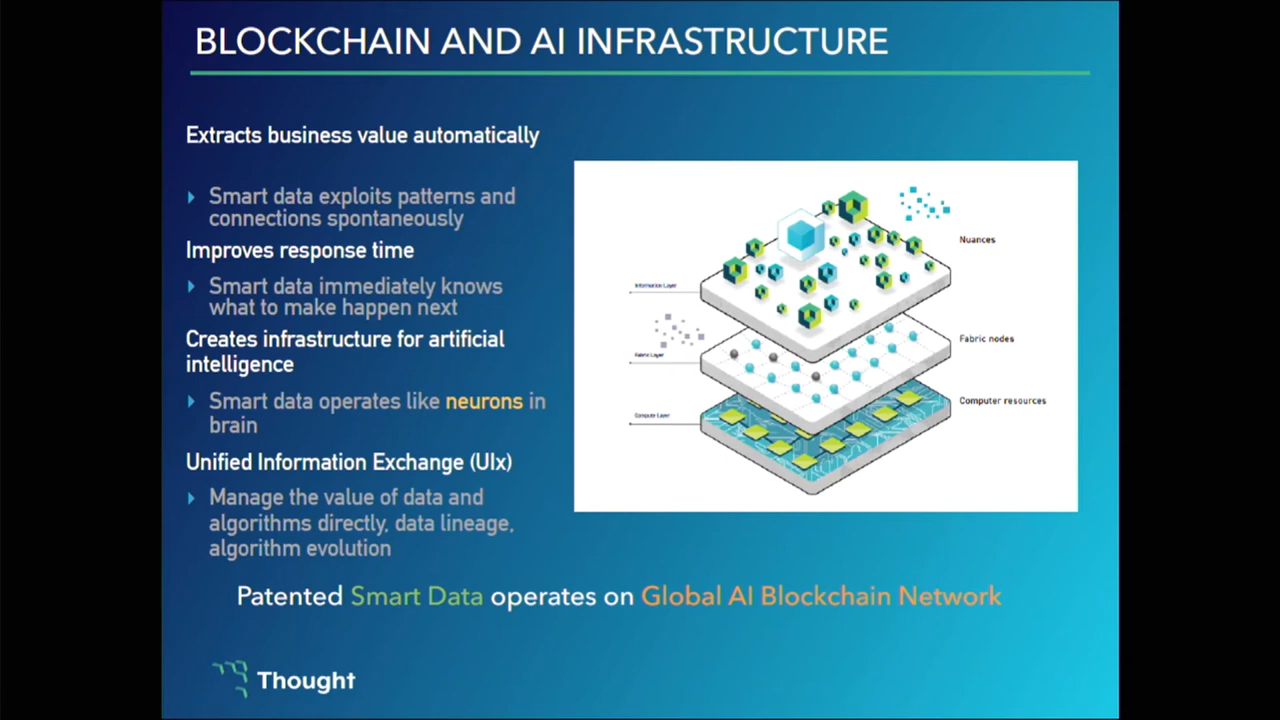 BLOCKCHAIN AND AI INFRASTRUCTURE
Extracts business value automatically
Smart data exploits patterns and
connections spontaneously
Improves response time
Smart data immediately knows
what to make happen next
Creates infrastructure for artificial
intelligence
Smart data operates like neurons in
brain
Unified Information Exchange (UIx)
Manage the value of data and
algorithms directly, data lineage,
algorithm evolution
Nuances
Information Layer
Fabric nodes
Fabric Layer
Computer resources
Compute Layer
Patented Smart Data operates on Global AI Blockchain Network
Thought